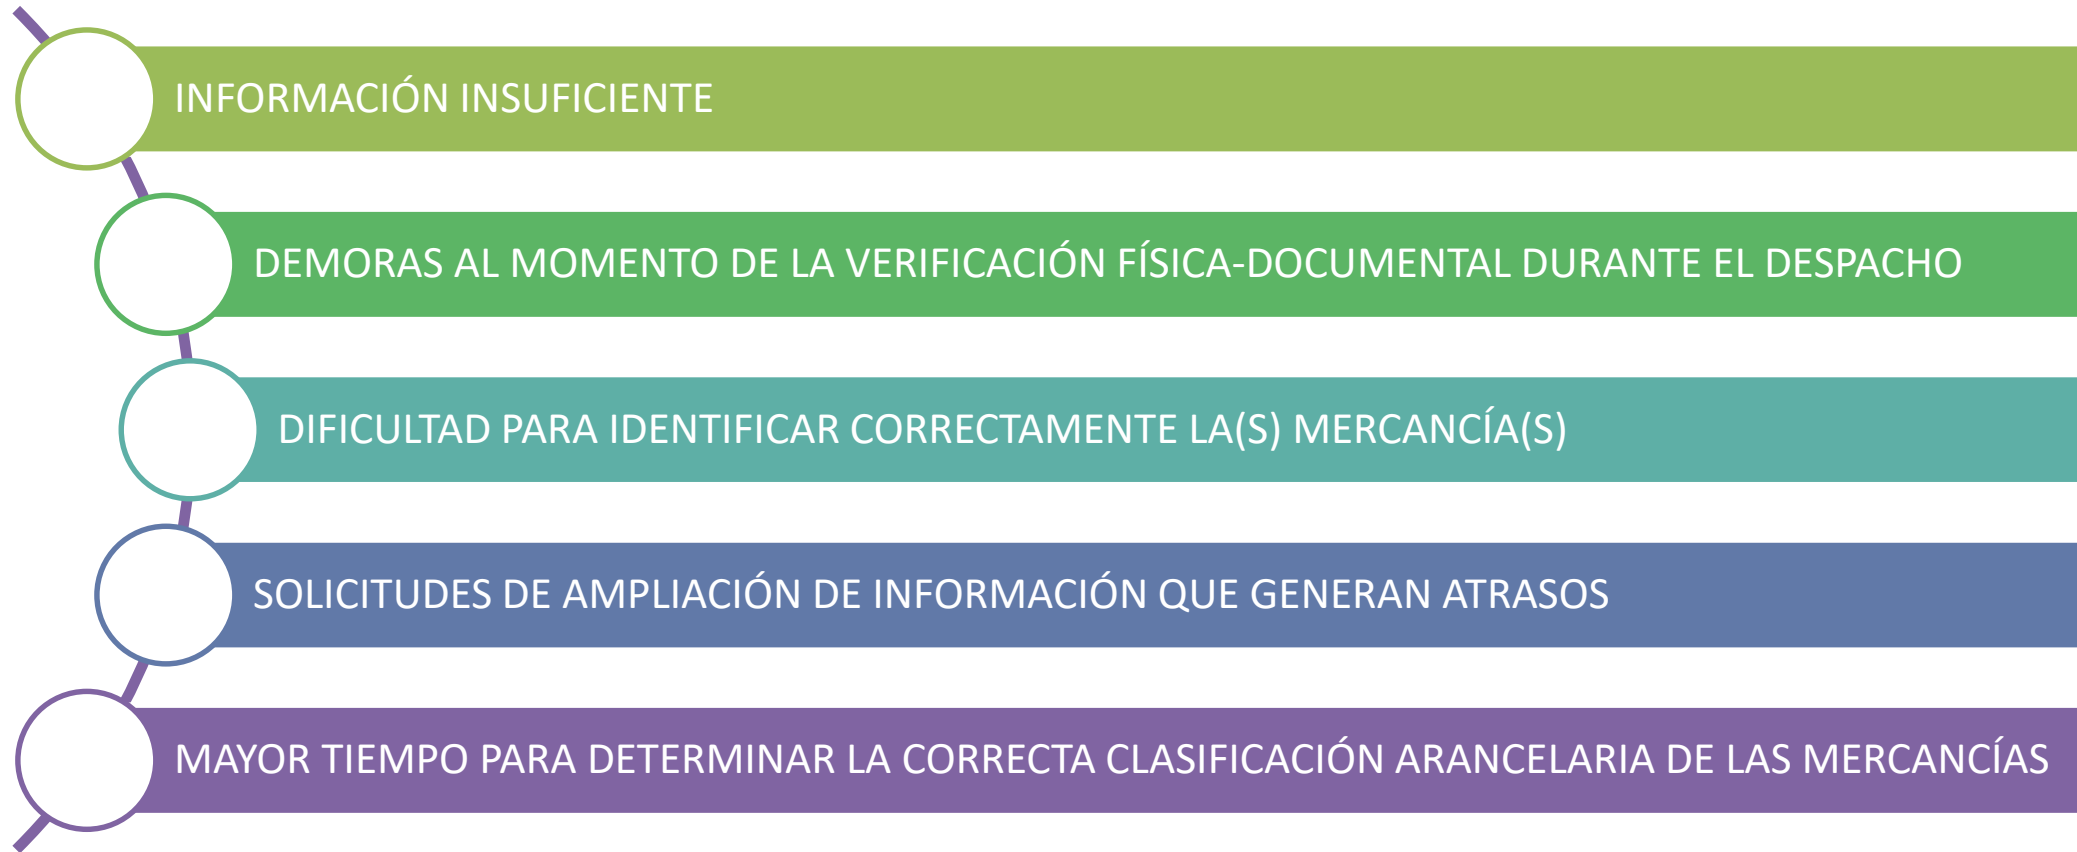 INFORMACIÓN INSUFICIENTE
DEMORAS AL MOMENTO DE LA VERIFICACIÓN FÍSICA-DOCUMENTAL DURANTE EL DESPACHO
DIFICULTAD PARA IDENTIFICAR CORRECTAMENTE LA(S) MERCANCÍA(S)
SOLICITUDES DE AMPLIACIÓN DE INFORMACIÓN QUE GENERAN ATRASOS
MAYOR TIEMPO PARA DETERMINAR LA CORRECTA CLASIFICACIÓN ARANCELARIA DE LAS MERCANCÍAS